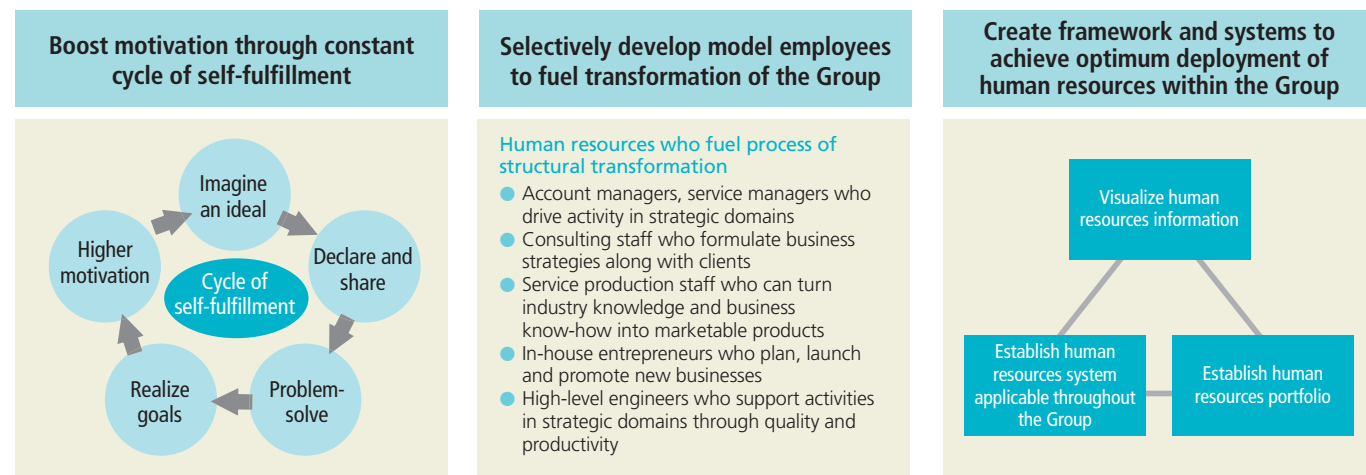 Boost motivation through constant
cycle of self-fulfillment
Imagine
an ideal
Declare and
share
Problem-
solve
Realize
goals
Higher
motivation
Cycle of
self-fulfillment
Selectively develop model employees
to fuel transformation of the Group
Human resources who fuel process of
structural transformation
● Account managers, service managers who
drive activity in strategic domains
● Consulting staff who formulate business
strategies along with clients
● Service production staff who can turn
industry knowledge and business
know-how into marketable products
● In-house entrepreneurs who plan, launch
and promote new businesses
● High-level engineers who support activities
in strategic domains through quality and
productivity
Create framework and systems to
achieve optimum deployment of
human resources within the Group
Visualize human
resources information
Establish human
resources system
applicable throughout
the Group
Establish human
resources portfolio